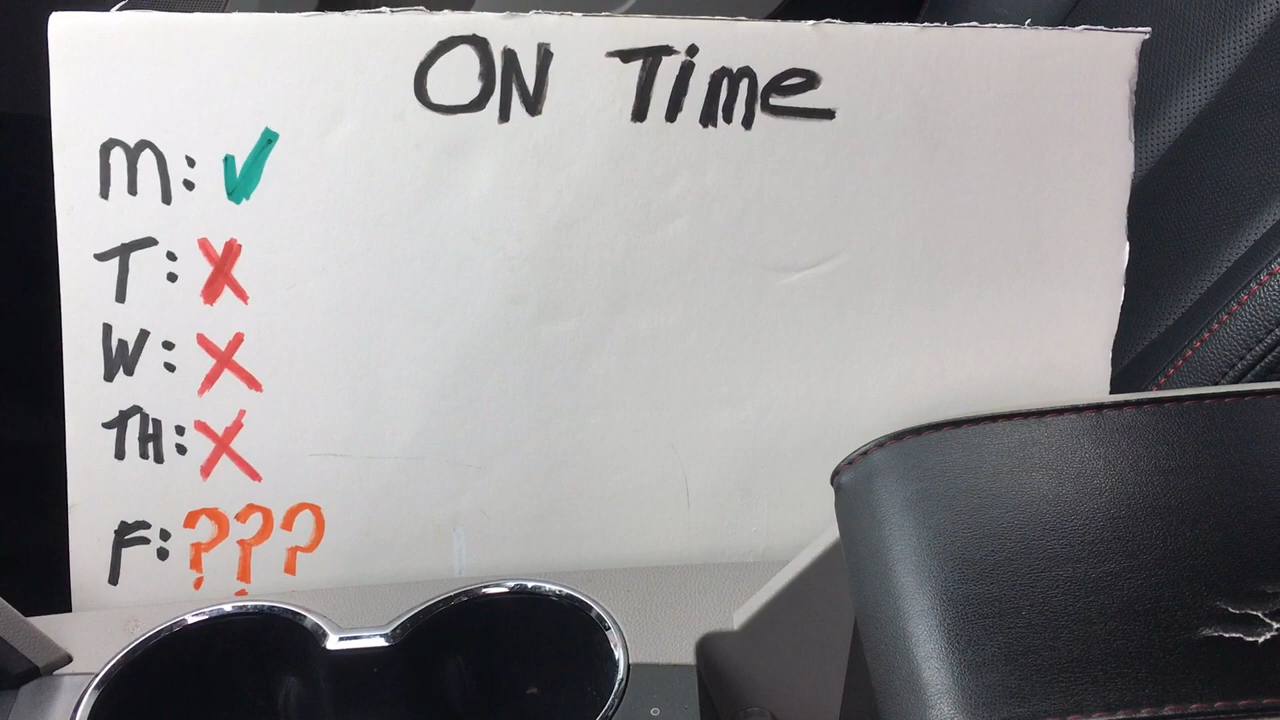 ON Time
M: ✓
T: X
W: X
TH: X
F: ???